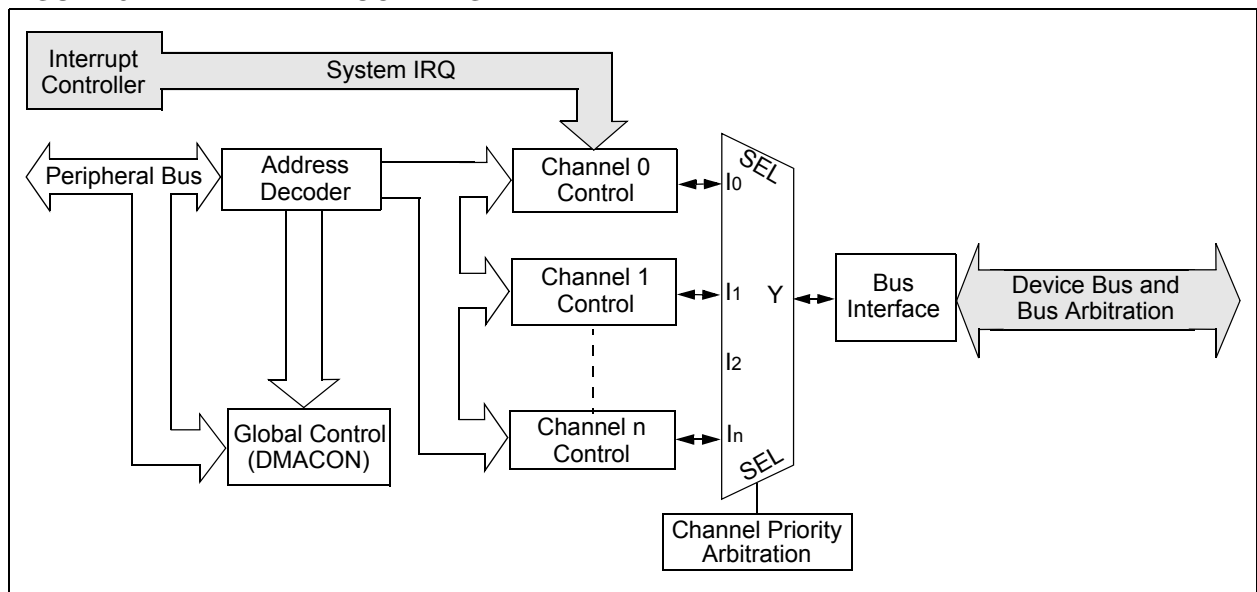 Interrupt
Controller
System IRQ
Peripheral Bus
Address
Decoder
Channel 0
Control
Channel 1
Control
Channel n
Control
Global Control
(DMACON)
SEL
I0
I1
I2
In
Y
SEL
Bus
Interface
Device Bus and
Bus Arbitration
Channel Priority
Arbitration